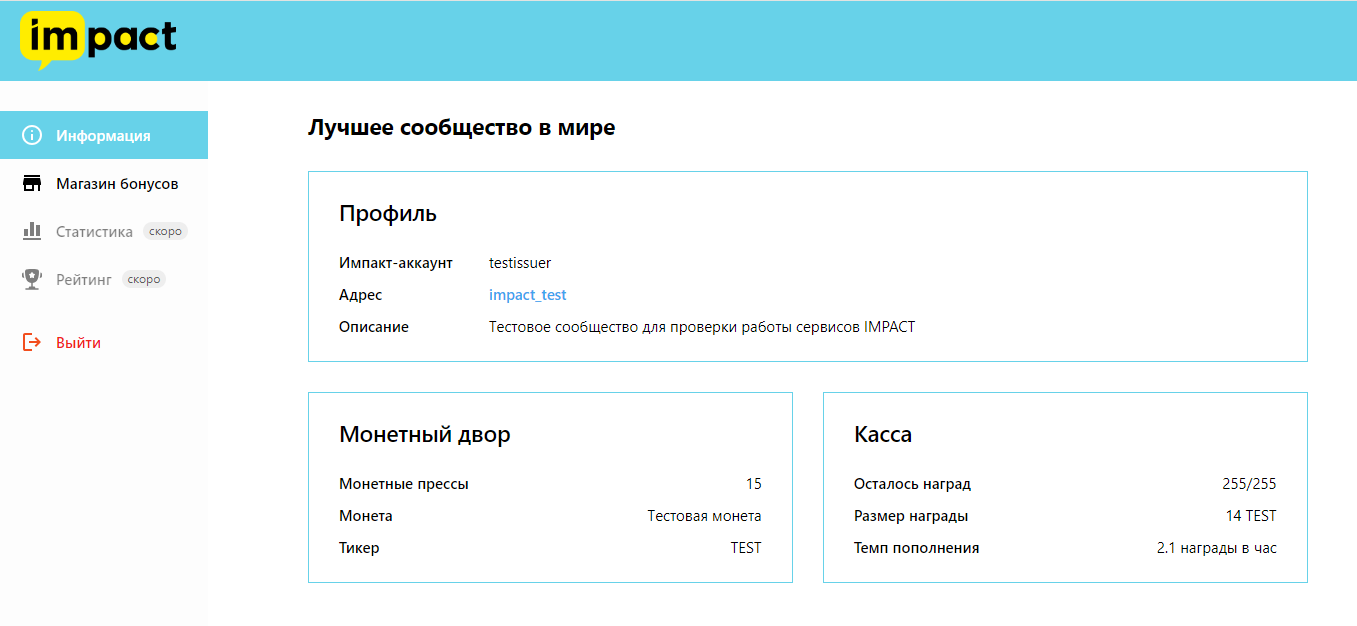 impact
Информация
Магазин бонусов
Статистика скоро
Рейтинг скоро
Выйти
Лучшее сообщество в мире
Профиль
Импакт-аккаунт testissuer
Адрес impact_test
Описание Тестовое сообщество для проверки работы сервисов IMPACT
Монетный двор
Монетные прессы 15
Монета Тестовая монета
Тикер TEST
Касса
Осталось наград 255/255
Размер награды 14 TEST
Темп пополнения 2.1 награды в час